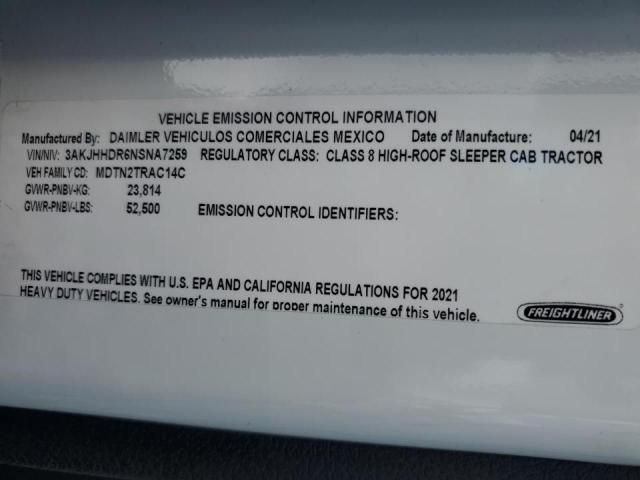 VEHICLE EMISSION CONTROL INFORMATION
Manufactured By: DAIMLER VEHICULOS COMERCIALES MEXICO Date of Manufacture: 04/21
VIN/NIV: 3AKJHHDR6NSNA7259 REGULATORY CLASS: CLASS 8 HIGH-ROOF SLEEPER CAB TRACTOR
VEH FAMILY CD: MDTN2TRAC14C
GVWR-PNBV-KG: 23,814
GVWR-PNBV-LBS: 52,500 EMISSION CONTROL IDENTIFIERS:
THIS VEHICLE COMPLIES WITH U.S. EPA AND CALIFORNIA REGULATIONS FOR 2021
HEAVY DUTY VEHICLES. See owner's manual for proper maintenance of this vehicle.
FREIGHTLINER